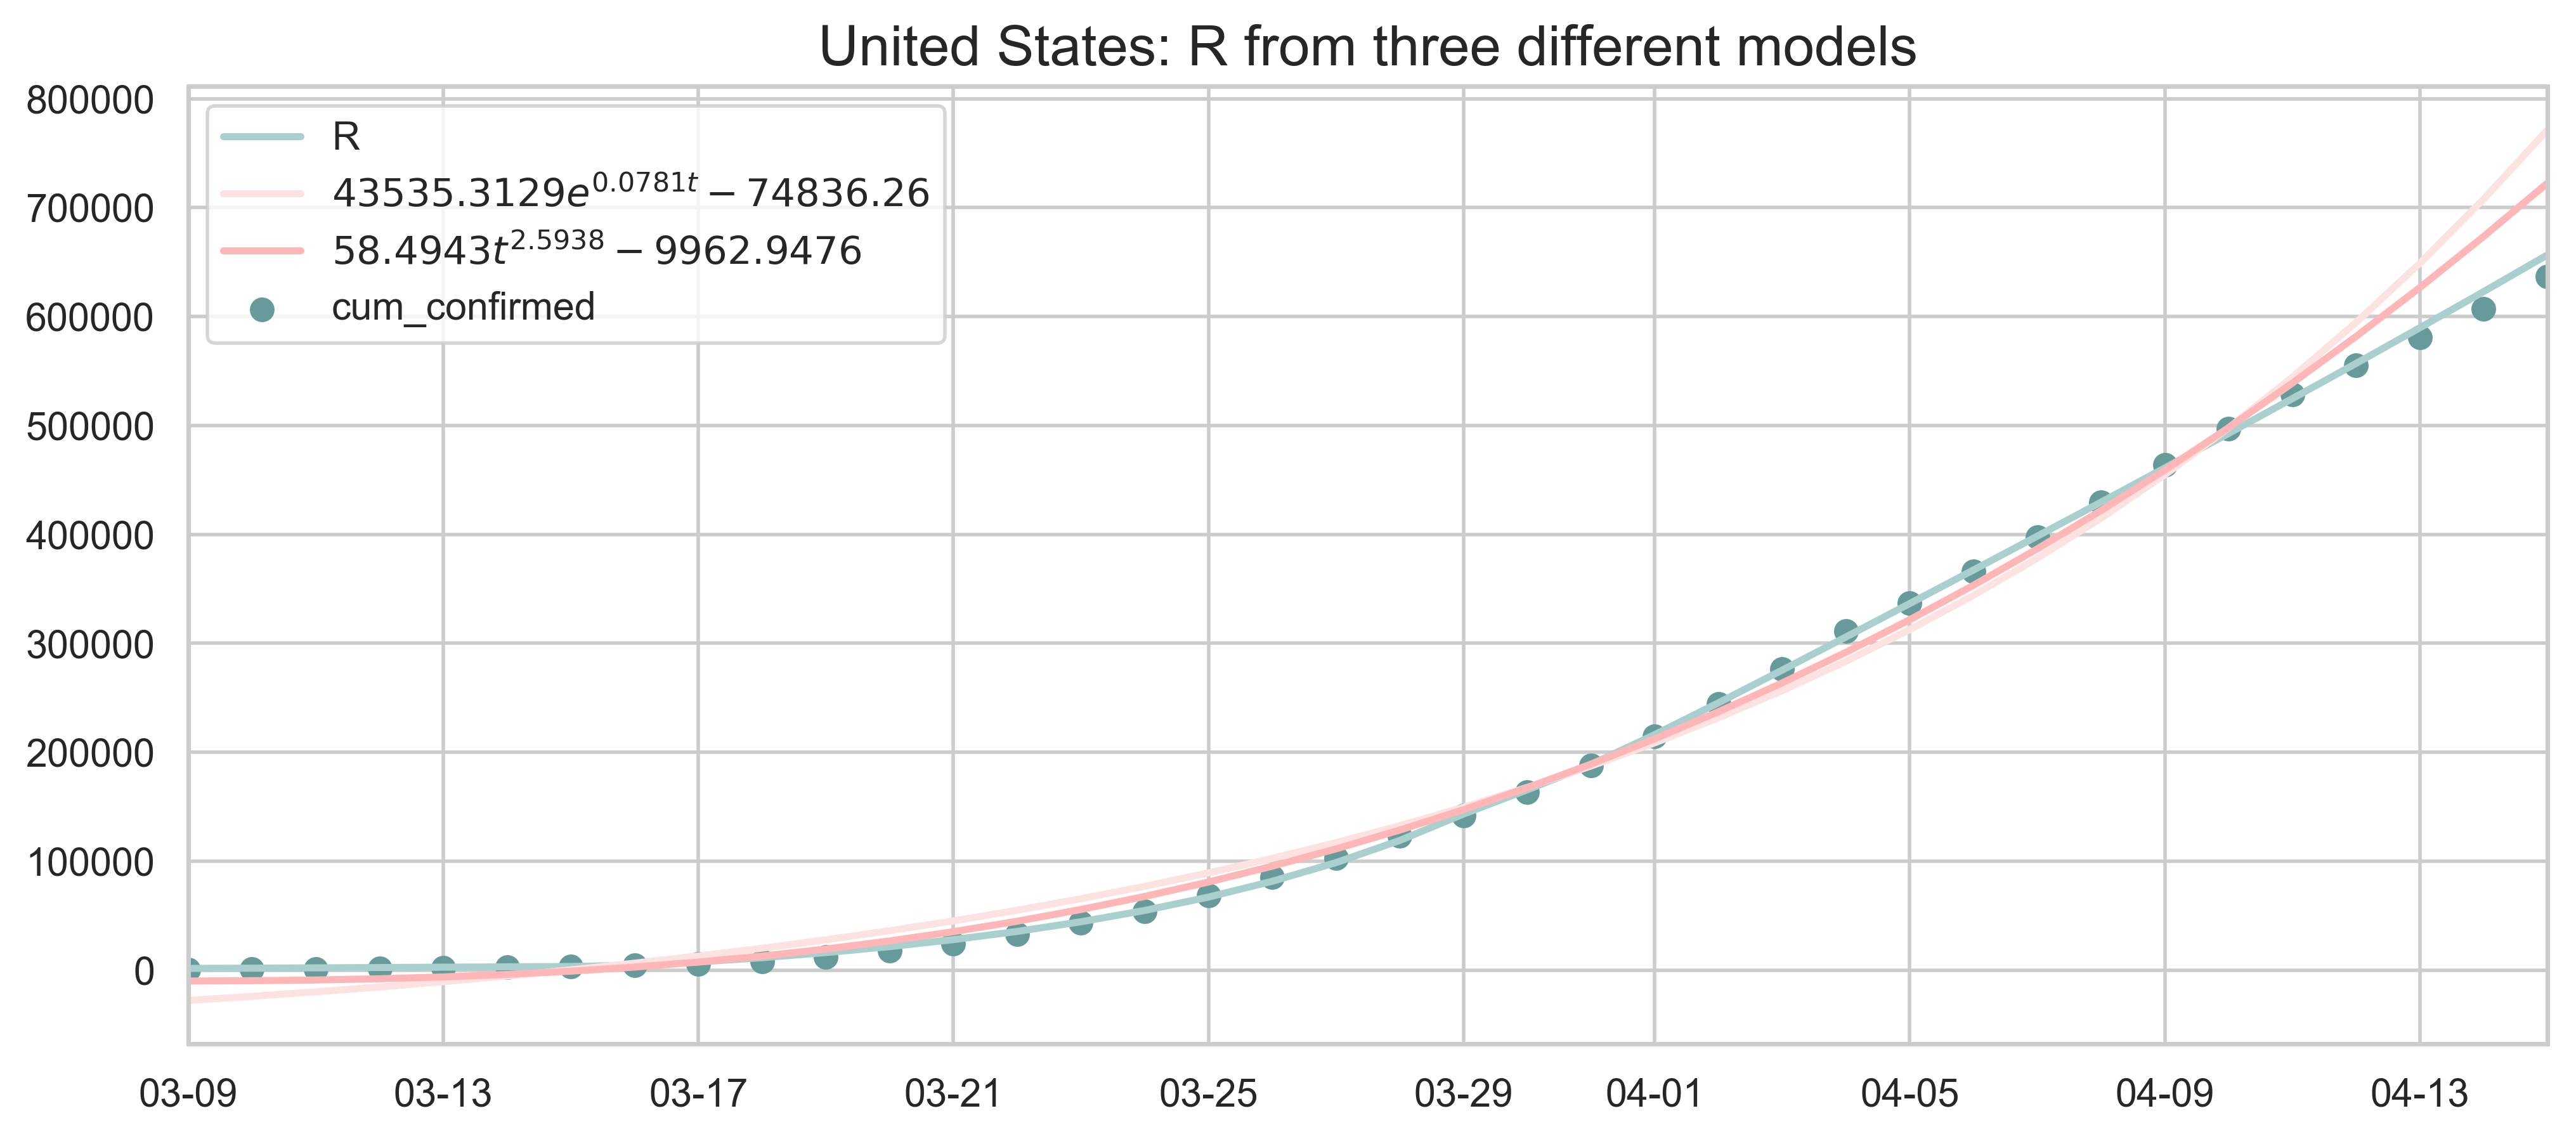 United States: R from three different models
800000
700000
600000
500000
400000
300000
200000
100000
0
R
43535.3129e^{0.0781t} − 74836.26
58.4943t^{2.5938} − 9962.9476
cum_confirmed
03-09 03-13 03-17 03-21 03-25 03-29 04-01 04-05 04-09 04-13